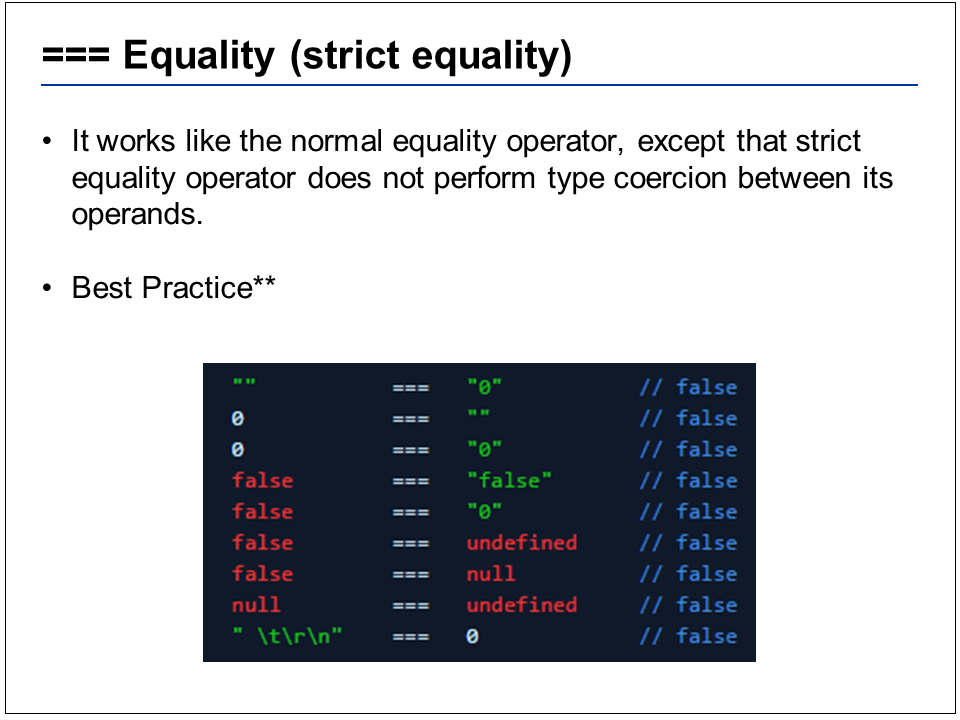 === Equality (strict equality)
• It works like the normal equality operator, except that strict
equality operator does not perform type coercion between its
operands.
• Best Practice**
"" === "0" // false
0 === "" // false
0 === "0" // false
false === "false" // false
false === "0" // false
false === undefined // false
false === null // false
null === undefined // false
" \t\r\n" === 0 // false